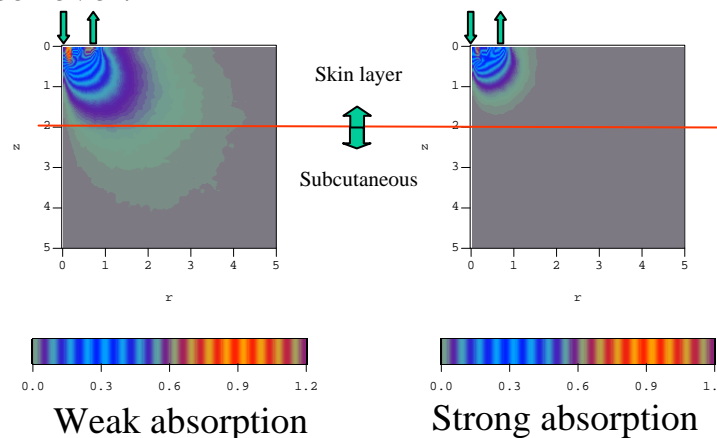 Skin layer
Subcutaneous
0
1
2
3
4
5
z
0 1 2 3 4 5
r
0
1
2
3
4
5
z
0 1 2 3 4 5
r
0.0 0.3 0.6 0.9 1.2
0.0 0.3 0.6 0.9
Weak absorption
Strong absorption